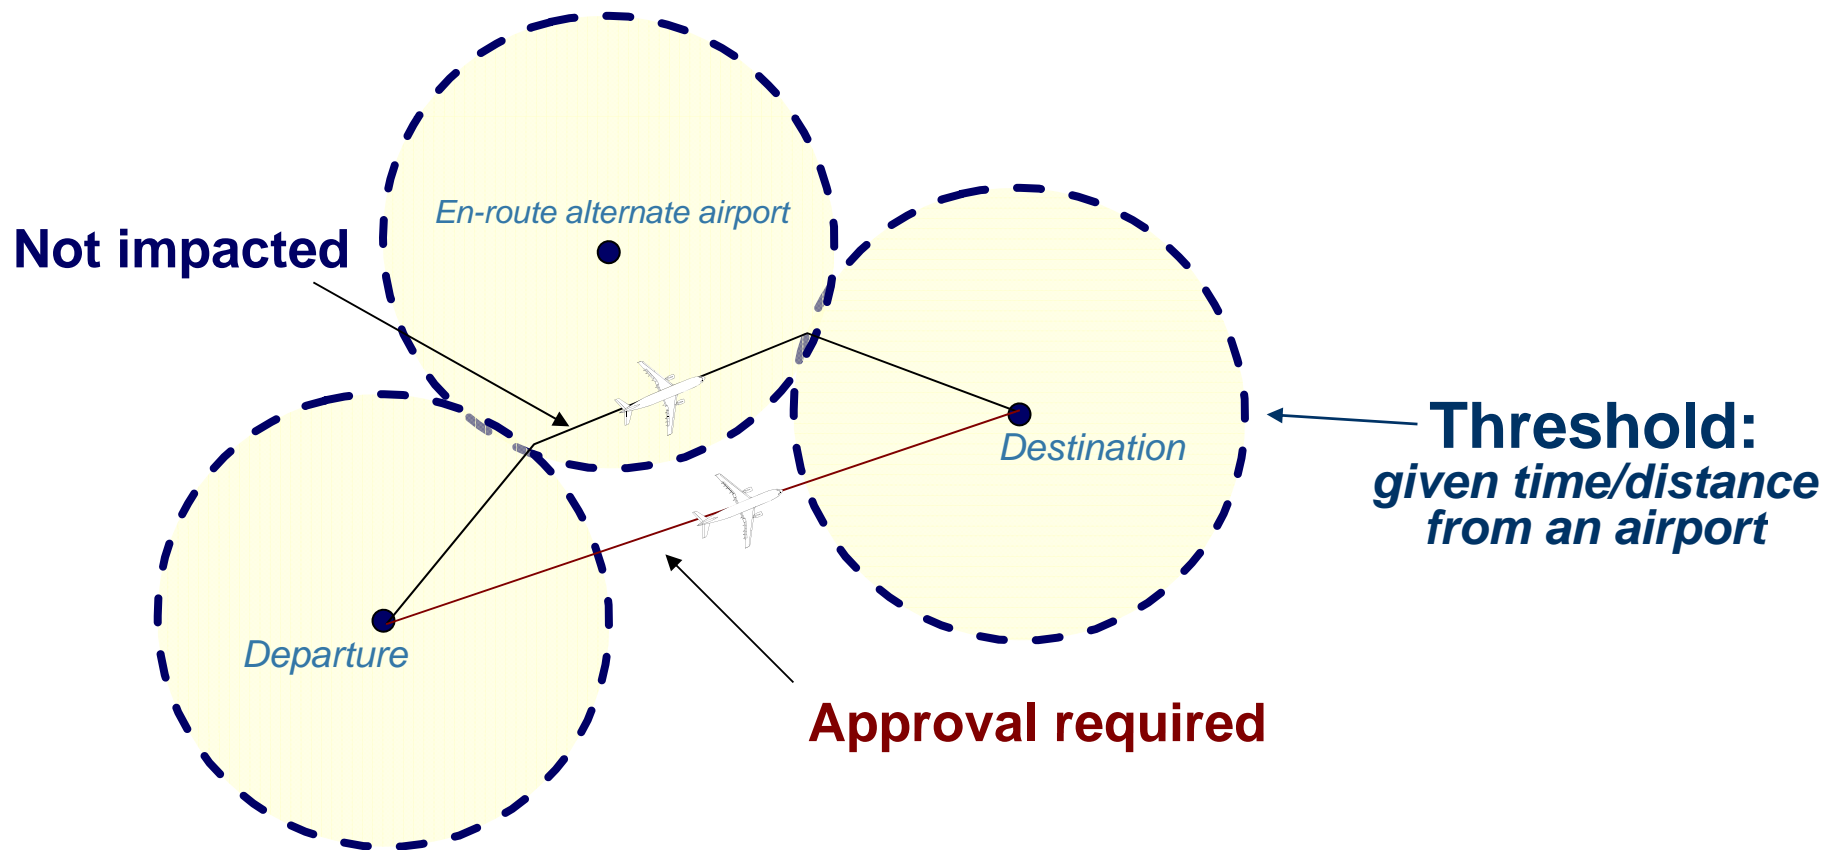 En-route alternate airport
Not impacted
Threshold:
given time/distance
from an airport
Destination
Departure
Approval required